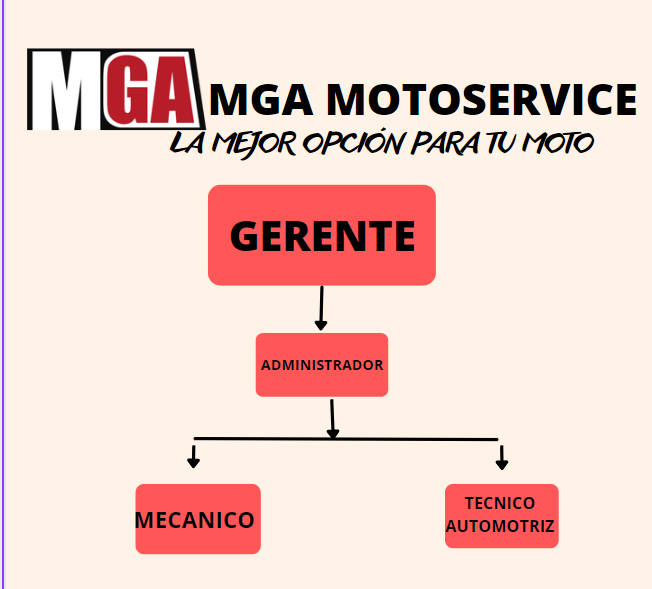 MGA
MGA MOTOSERVICE
LA MEJOR OPCIÓN PARA TU MOTO
GERENTE
ADMINISTRADOR
MECANICO
TECNICO
AUTOMOTRIZ